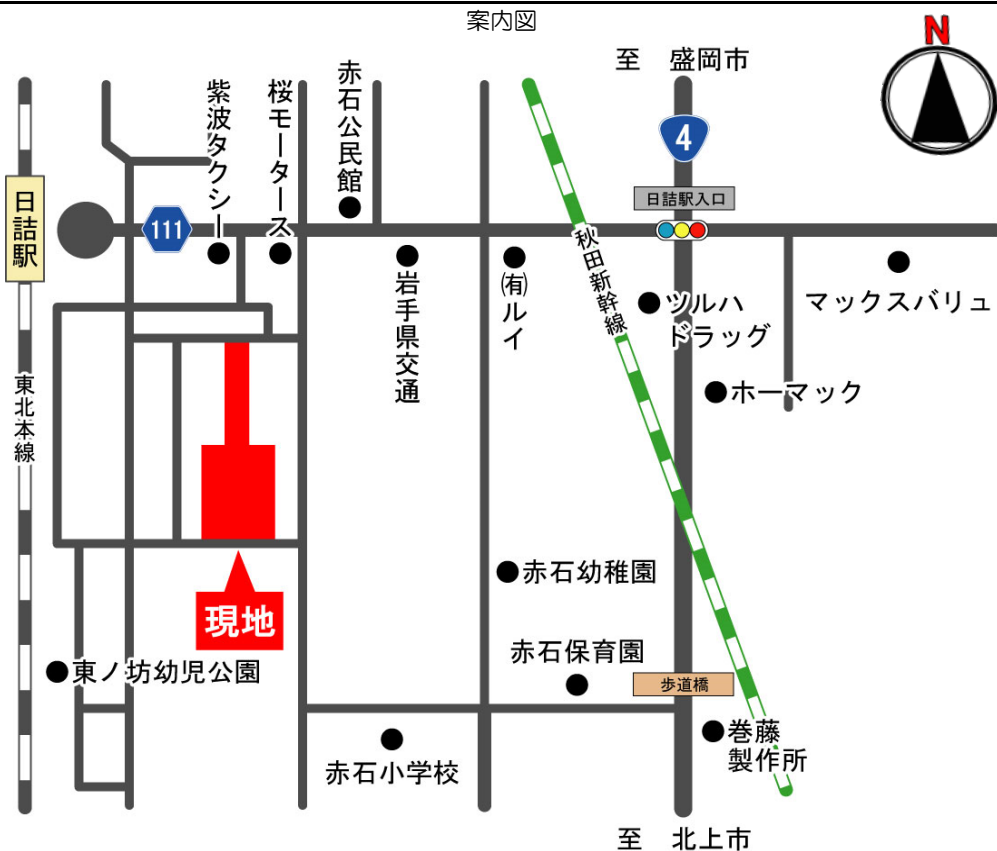 案内図
N
至 盛岡市
4
日詰駅入口
赤石公民館
桜モータース
紫波タクシー
日詰駅
111
岩手県交通
㈲ルイ
秋田新幹線
ツルハ
ドラッグ
マックスバリュ
ホーマック
東北本線
現地
赤石幼稚園
赤石保育園
東ノ坊幼児公園
歩道橋
巻藤
製作所
赤石小学校
至 北上市